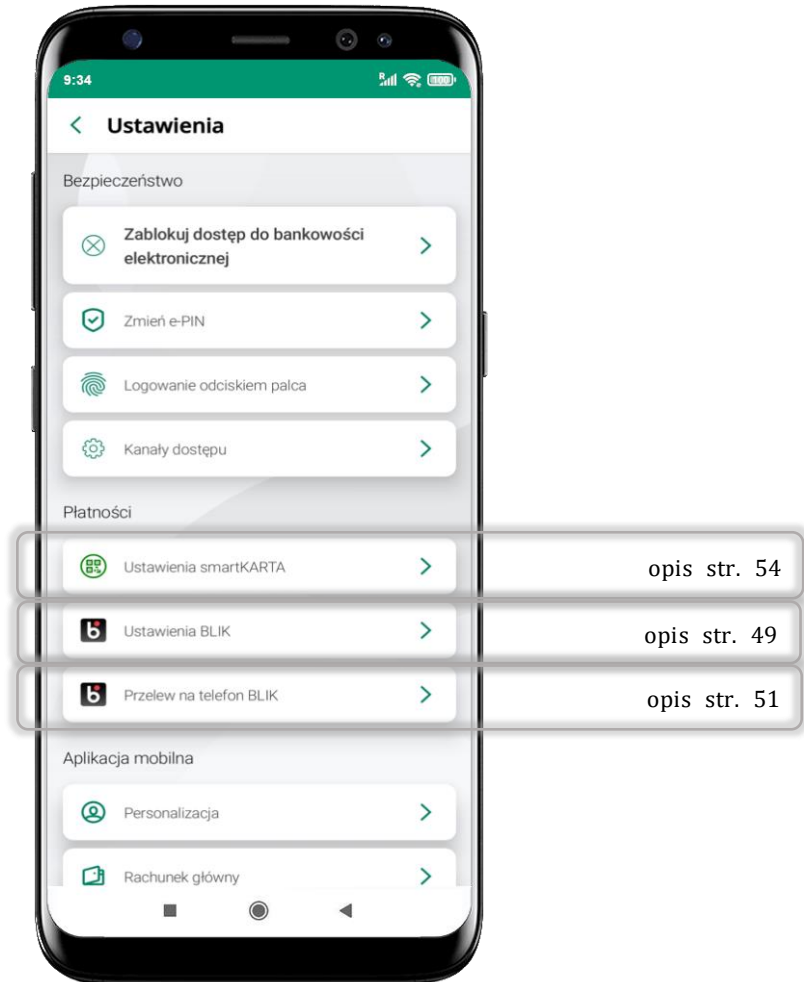 9:34
R
100
Ustawienia
Bezpieczeństwo
Zablokuj dostęp do bankowości
elektronicznej
Zmień e-PIN
Logowanie odciskiem palca
Kanały dostępu
Płatności
Ustawienia smartKARTA
opis str. 54
Ustawienia BLIK
opis str. 49
Przelew na telefon BLIK
opis str. 51
Aplikacja mobilna
Personalizacja
Rachunek główny